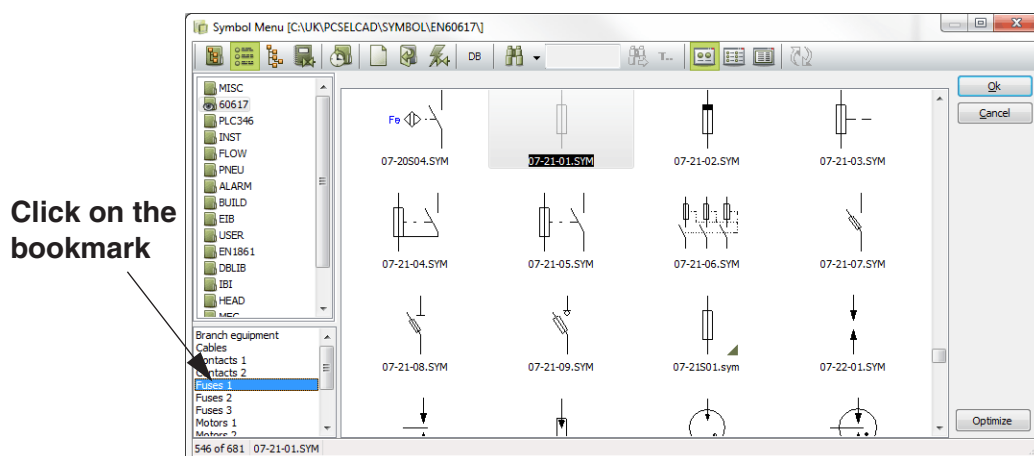 Symbol Menu [C:\UK\PCSELCAD\SYMBOL\EN60617\]
DB
T...
MISC
60617
PLC346
INST
FLOW
PNEU
ALARM
BUILD
EIB
USER
EN1861
DBLIB
IBI
HEAD
MEC
Click on the
bookmark
Branch equipment
Cables
Contacts 1
Contacts 2
Fuses 1
Fuses 2
Fuses 3
Motors 1
Motors 2
Fe
07-20S04.SYM
07-21-01.SYM
07-21-02.SYM
07-21-03.SYM
07-21-04.SYM
07-21-05.SYM
07-21-06.SYM
07-21-07.SYM
07-21-08.SYM
07-21-09.SYM
07-21S01.sym
07-22-01.SYM
Ok
Cancel
Optimize
546 of 681 07-21-01.SYM